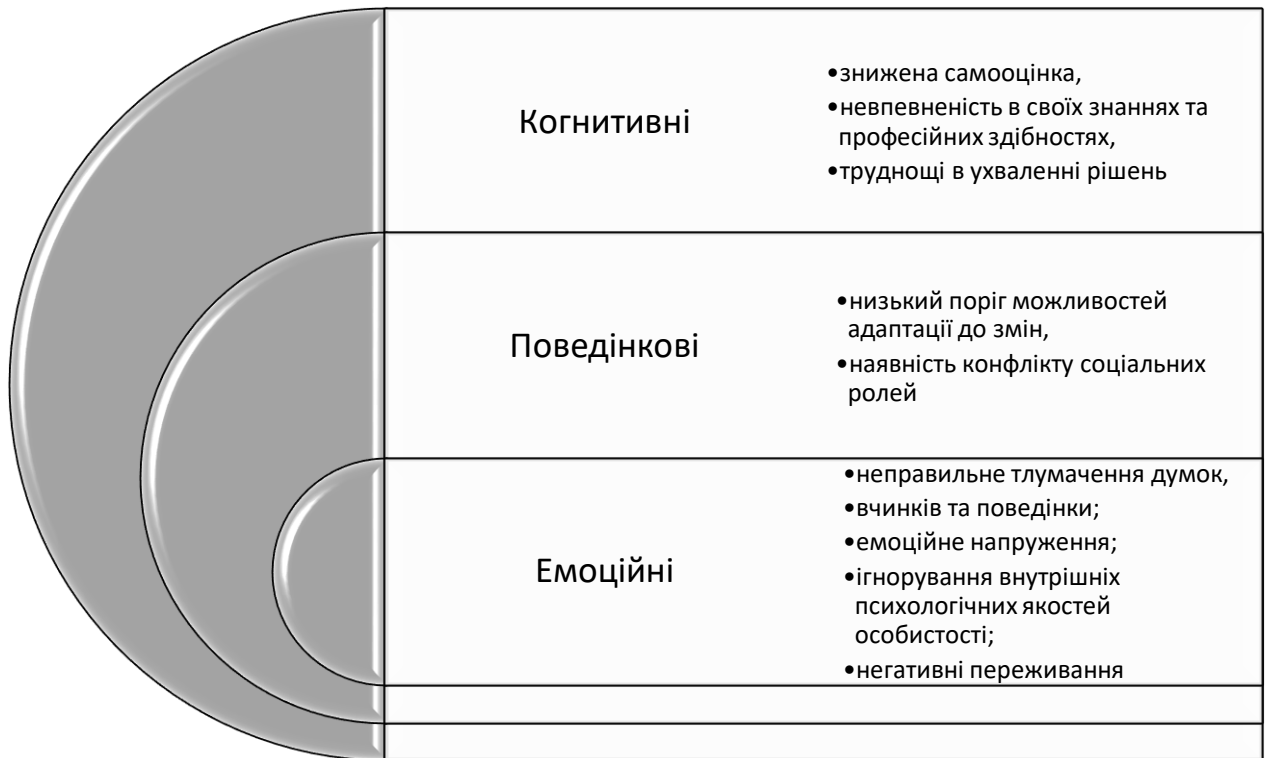 Когнитивні
•знижена самооцінка,
•невпевненість в своїх знаннях та
професійних здібностях,
•труднощі в ухваленні рішень
Поведінкові
•низький поріг можливостей
адаптації до змін,
•наявність конфлікту соціальних
ролей
Емоційні
•неправильне тлумачення думок,
•вчинків та поведінки;
•емоційне напруження;
•ігнорування внутрішніх
психологічних якостей
особистості;
•негативні переживання